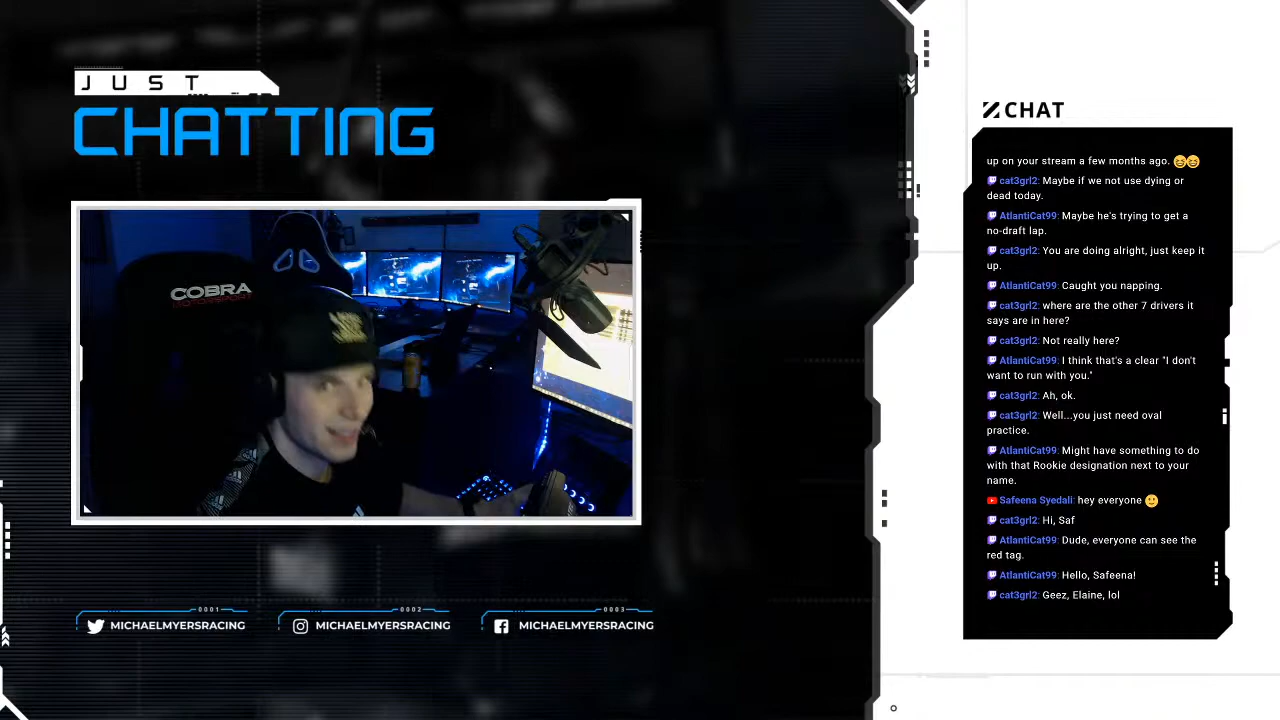 JUST
CHATTING
COBRA
MOTORSPORT
0001
MICHAELMYERSRACING
0002
MICHAELMYERSRACING
0003
MICHAELMYERSRACING
CHAT
up on your stream a few months ago. 😆😆
cat3grl2: Maybe if we not use dying or
dead today.
AtlantiCat99: Maybe he's trying to get a
no-draft lap.
cat3grl2: You are doing alright, just keep it
up.
AtlantiCat99: Caught you napping.
cat3grl2: where are the other 7 drivers it
says are in here?
cat3grl2: Not really here?
AtlantiCat99: I think that's a clear "I don't
want to run with you."
cat3grl2: Ah, ok.
cat3grl2: Well...you just need oval
practice.
AtlantiCat99: Might have something to do
with that Rookie designation next to your
name.
Safeena Syedali: hey everyone 🙂
cat3grl2: Hi, Saf
AtlantiCat99: Dude, everyone can see the
red tag.
AtlantiCat99: Hello, Safeena!
cat3grl2: Geez, Elaine, lol